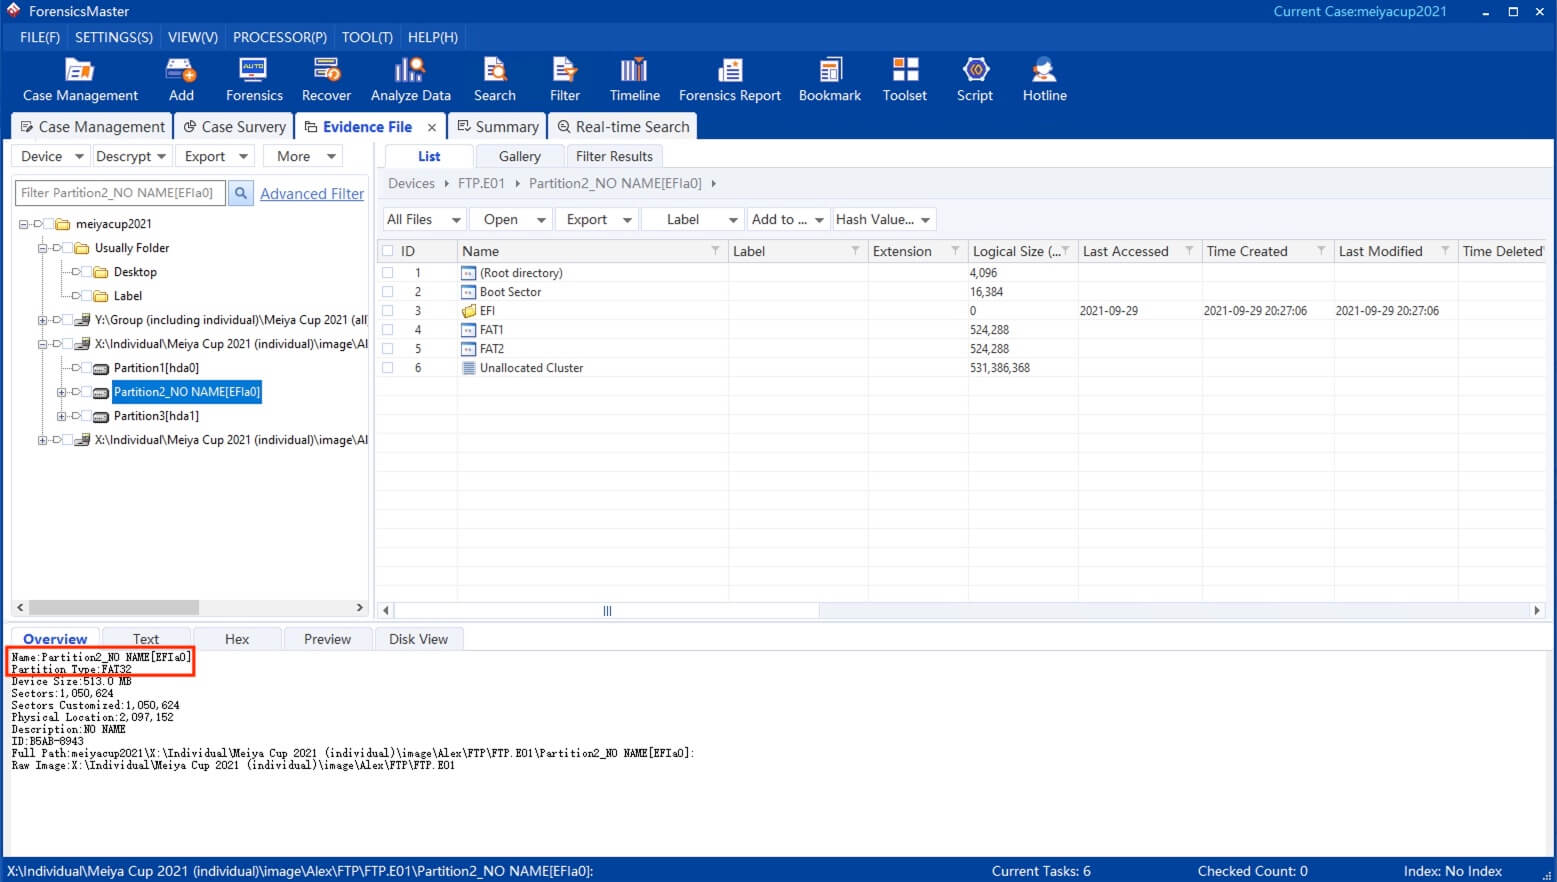 ForensicsMaster
Current Case:meiyacup2021
FILE(F) SETTINGS(S) VIEW(V) PROCESSOR(P) TOOL(T) HELP(H)
AUTO
Case Management Add Forensics Recover Analyze Data Search Filter Timeline Forensics Report Bookmark Toolset Script Hotline
Case Management Case Survery Evidence File Summary Real-time Search
Device Descrypt Export More
Filter Partition2_NO NAME[EFIa0] Advanced Filter
meiyacup2021
Usually Folder
Desktop
Label
Y:\Group (including individual)\Meiya Cup 2021 (all
X:\Individual\Meiya Cup 2021 (individual)\image\Al
Partition1[hda0]
Partition2_NO NAME[EFIa0]
Partition3[hda1]
X:\Individual\Meiya Cup 2021 (individual)\image\Al
List Gallery Filter Results
Devices FTP.E01 Partition2_NO NAME[EFIa0]
All Files Open Export Label Add to ... Hash Value...
ID Name Label Extension Logical Size (... Last Accessed Time Created Last Modified Time Deleted
1 (Root directory) 4,096
2 Boot Sector 16,384
3 EFI 0 2021-09-29 2021-09-29 20:27:06 2021-09-29 20:27:06
4 FAT1 524,288
5 FAT2 524,288
6 Unallocated Cluster 531,386,368
Overview Text Hex Preview Disk View
Name:Partition2_NO NAME[EFIa0]
Partition Type:FAT32
Device Size:513.0 MB
Sectors:1,050,624
Sectors Customized:1,050,624
Physical Location:2,097,152
Description:NO NAME
ID:B5AB-8943
Full Path:meiyacup2021\X:\Individual\Meiya Cup 2021 (individual)\image\Alex\FTP\FTP.E01\Partition2_NO NAME[EFIa0]:
Raw Image:X:\Individual\Meiya Cup 2021 (individual)\image\Alex\FTP\FTP.E01
X:\Individual\Meiya Cup 2021 (individual)\image\Alex\FTP\FTP.E01\Partition2_NO NAME[EFIa0]: Current Tasks: 6 Checked Count: 0 Index: No Index